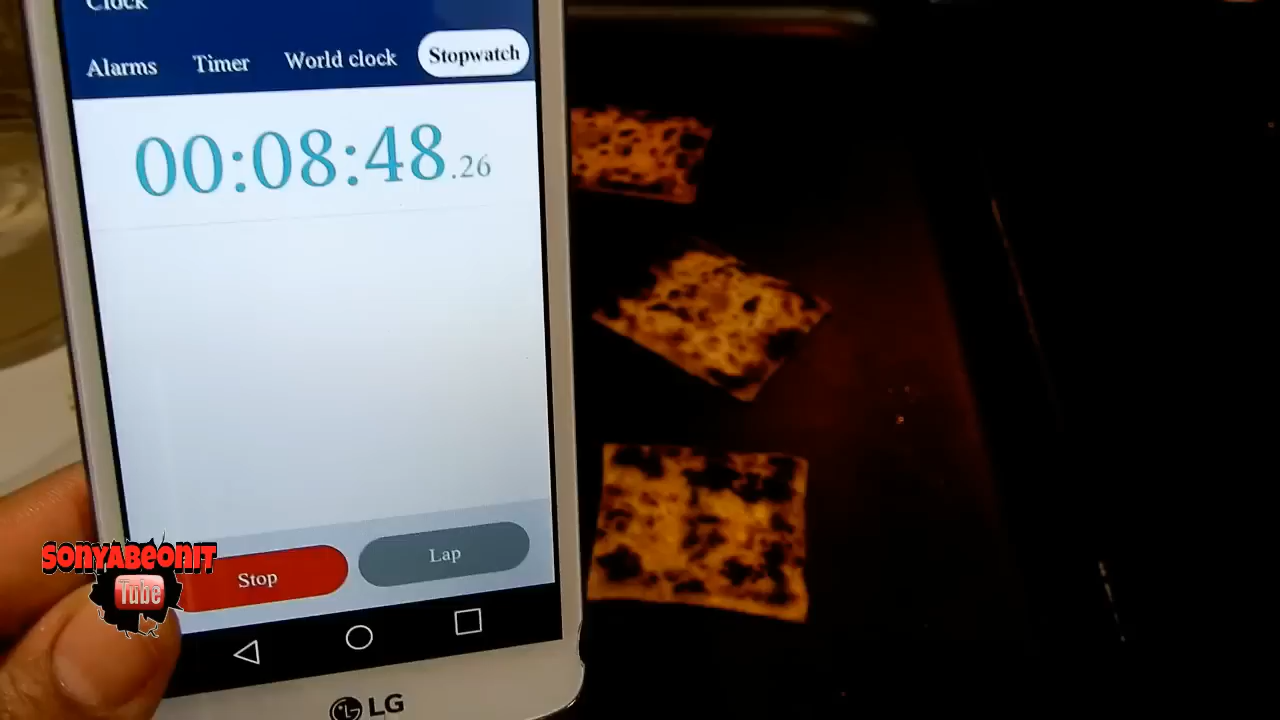 Clock
Alarms Timer World clock Stopwatch
00:08:48.26
Stop Lap
SONYABEONIT
Tube
LG